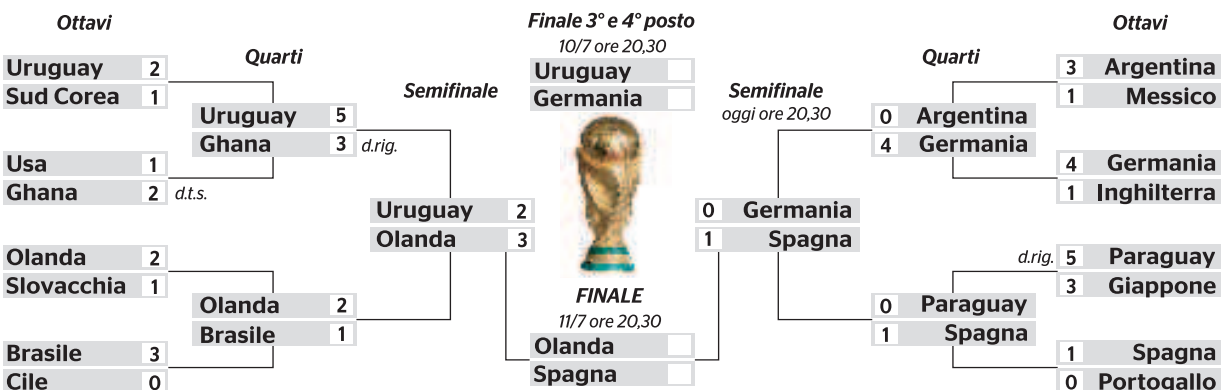 Ottavi
Uruguay 2
Sud Corea 1
Usa 1
Ghana 2 d.t.s.
Olanda 2
Slovacchia 1
Brasile 3
Cile 0
Quarti
Uruguay 5
Ghana 3 d.rig.
Olanda 2
Brasile 1
Semifinale
Uruguay 2
Olanda 3
Finale 3° e 4° posto
10/7 ore 20,30
Uruguay
Germania
FINALE
11/7 ore 20,30
Olanda
Spagna
Semifinale
oggi ore 20,30
0 Germania
1 Spagna
Quarti
0 Argentina
4 Germania
0 Paraguay
1 Spagna
Ottavi
3 Argentina
1 Messico
4 Germania
1 Inghilterra
d.rig. 5 Paraguay
3 Giappone
1 Spagna
0 Portogallo